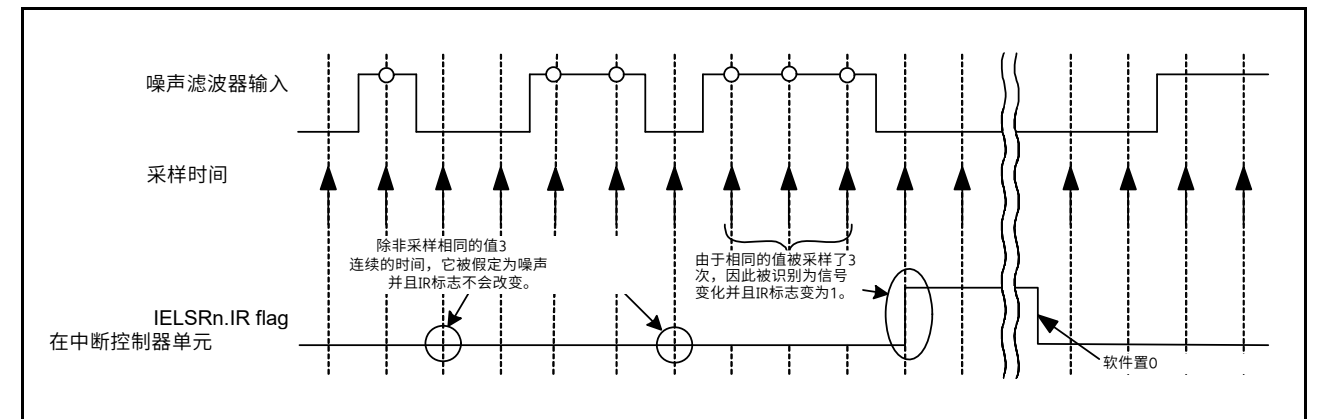 噪声滤波器输入
采样时间
除非采样相同的值3
连续的时间，它被假定为噪声
并且IR标志不会改变。
由于相同的值被采样了3
次，因此被识别为信号
变化并且IR标志变为1。
IELSRn.IR flag
在中断控制器单元
软件置0